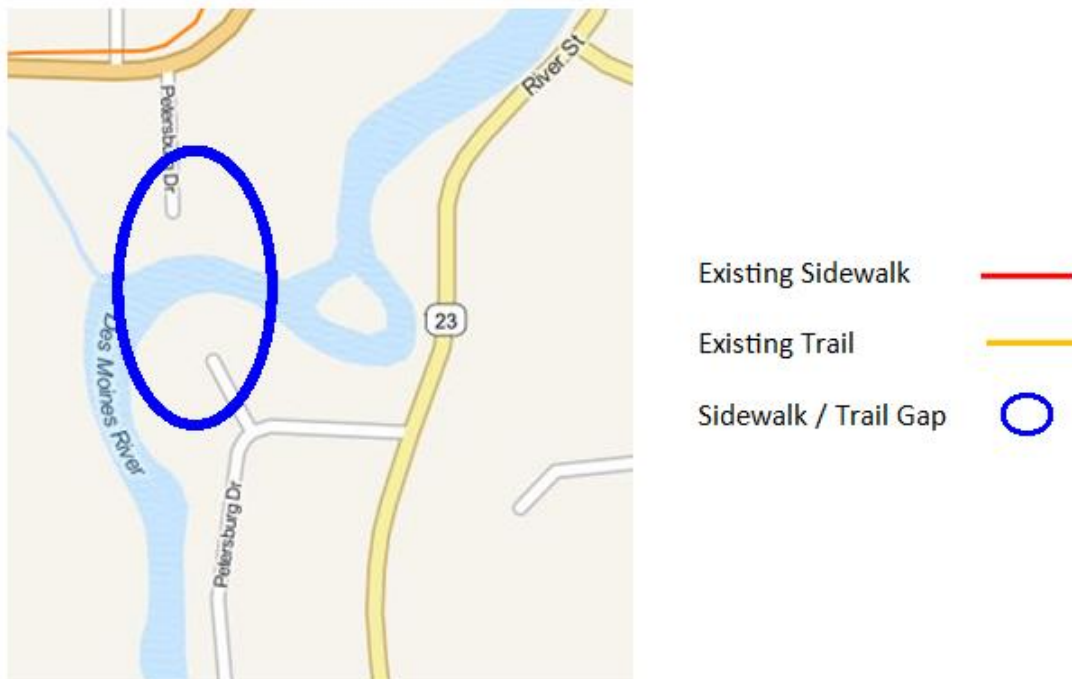 River St
Petersburg Dr
23
Des Moines River
Petersburg Dr
Existing Sidewalk
Existing Trail
Sidewalk / Trail Gap